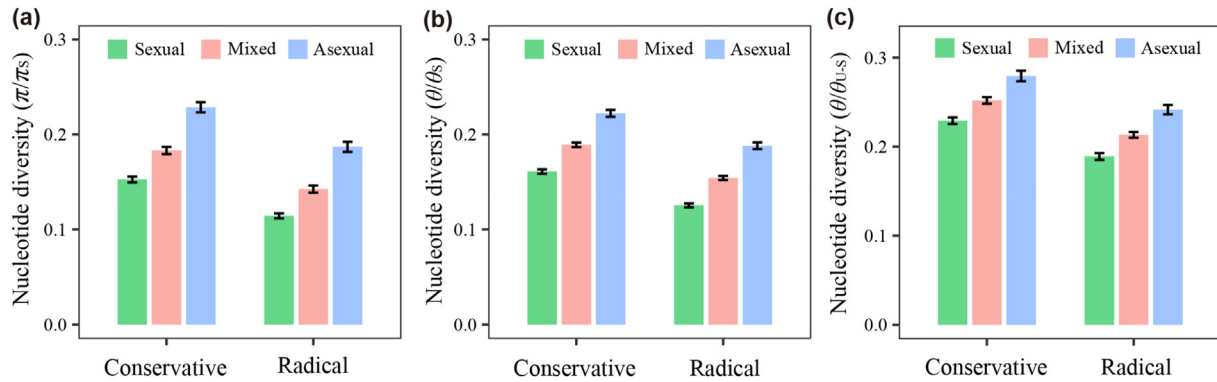 (a)
Nucleotide diversity (π/πs)
0.3
0.2
0.1
0.0
Sexual Mixed Asexual
Conservative Radical
(b)
Nucleotide diversity (θ/θs)
0.3
0.2
0.1
0.0
Sexual Mixed Asexual
Conservative Radical
(c)
Nucleotide diversity (θ/θU-S)
0.3
0.2
0.1
0.0
Sexual Mixed Asexual
Conservative Radical